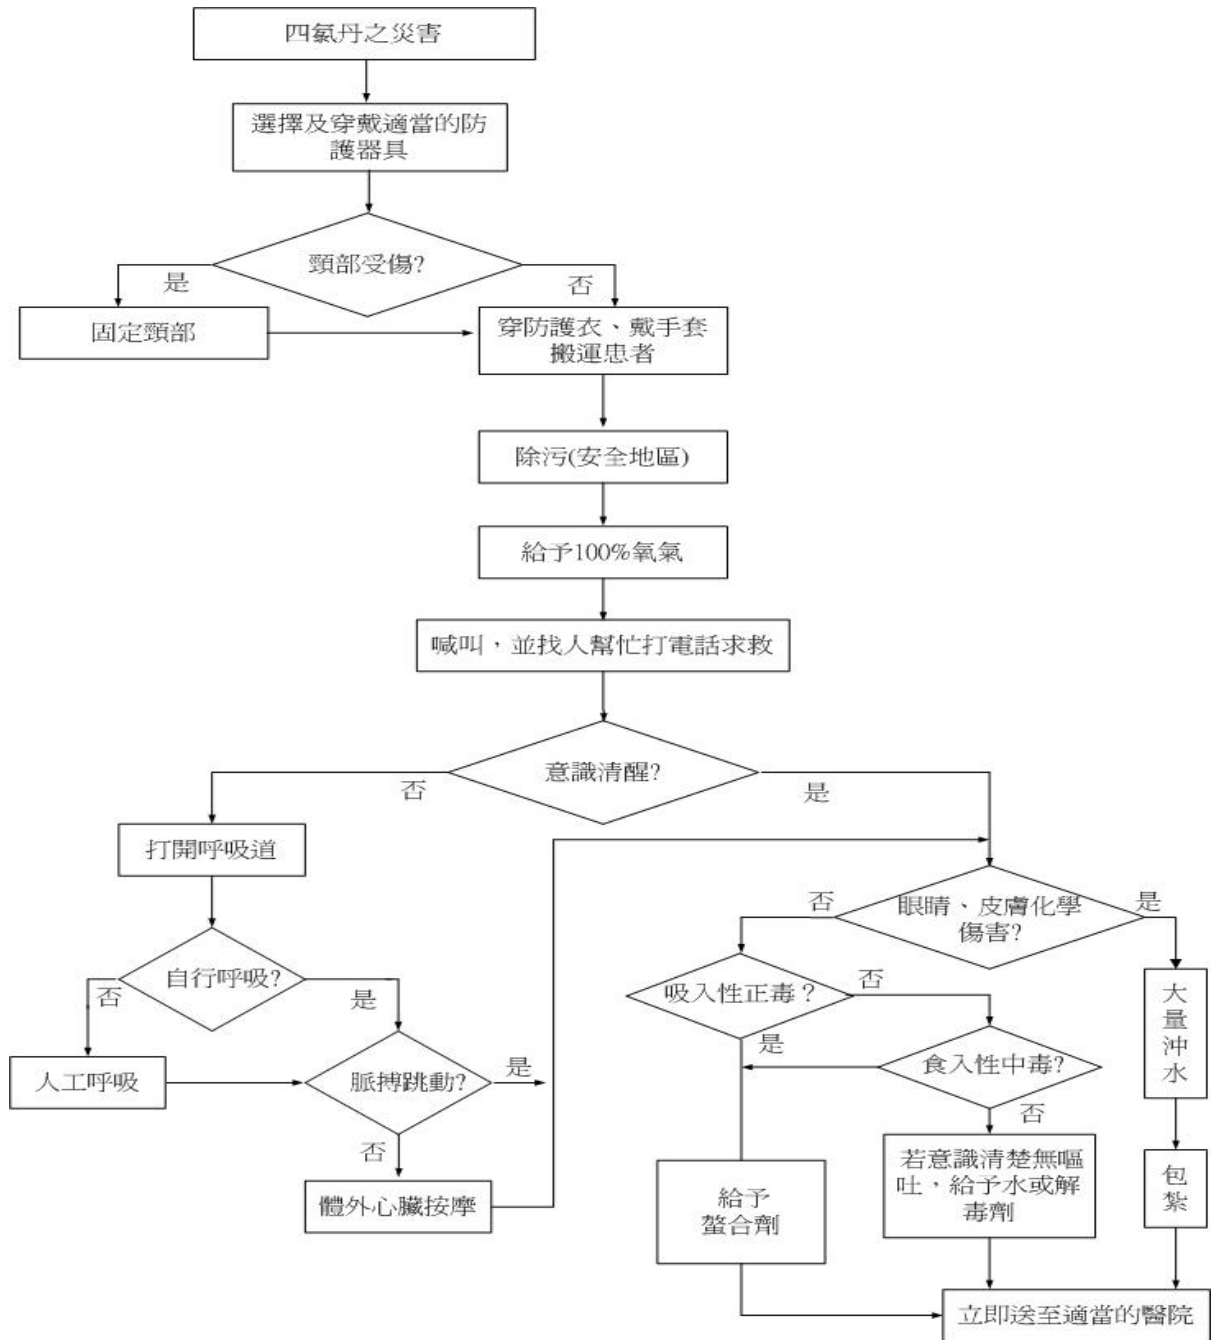 四氯丹之災害
選擇及穿戴適當的防
護器具
頸部受傷?
是
否
固定頸部
穿防護衣、戴手套
搬運患者
除污(安全地區)
給予100%氧氣
喊叫，並找人幫忙打電話求救
意識清醒?
否
是
打開呼吸道
眼睛、皮膚化學
傷害?
否
是
自行呼吸?
否
是
吸入性正毒？
否
是
大
量
沖
水
人工呼吸
脈搏跳動?
是
否
食入性中毒?
否
體外心臟按摩
給予
螯合劑
若意識清楚無嘔
吐，給予水或解
毒劑
包
紮
立即送至適當的醫院